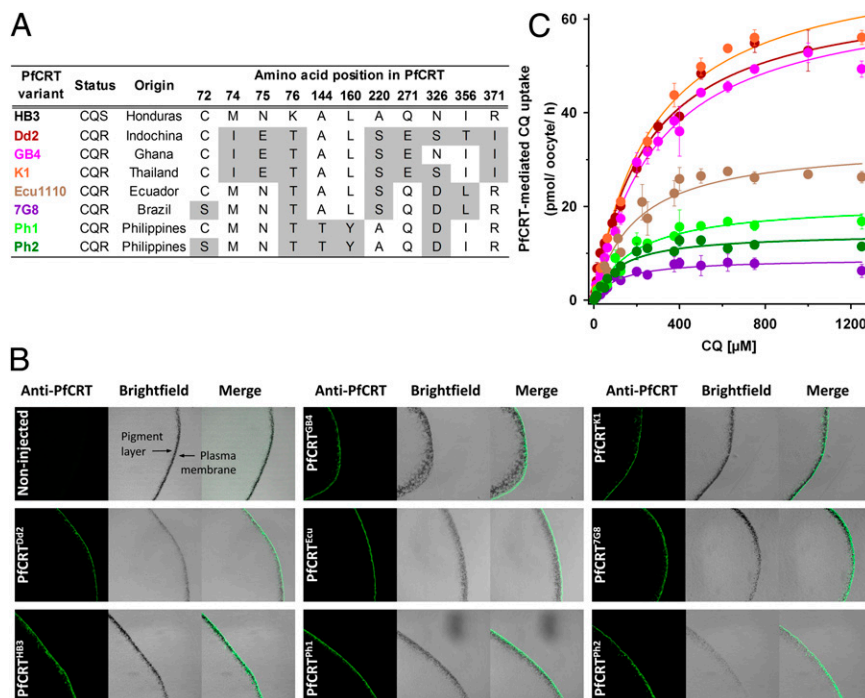 A
PfCRT variant Status Origin Amino acid position in PfCRT
72 74 75 76 144 160 220 271 326 356 371
HB3 CQS Honduras C M N K A L A Q N I R
Dd2 CQR Indochina C I E T A L S E S T I
GB4 CQR Ghana C I E T A L S E N I I
K1 CQR Thailand C I E T A L S E S I I
Ecu1110 CQR Ecuador C M N T A L S Q D L R
7G8 CQR Brazil S M N T A L S Q D L R
Ph1 CQR Philippines C M N T T Y A Q D I R
Ph2 CQR Philippines S M N T T Y A Q D I R
C
PfCRT-mediated CQ uptake
(pmol/ oocyte/ h)
60
40
20
0
0 400 800 1200
CQ [µM]
B
Anti-PfCRT Brightfield Merge Anti-PfCRT Brightfield Merge Anti-PfCRT Brightfield Merge
Non-injected
Pigment layer
Plasma membrane
PfCRTGB4
PfCRTK1
PfCRTDd2
PfCRTEcu
PfCRT7G8
PfCRTHB3
PfCRTPh1
PfCRTPh2